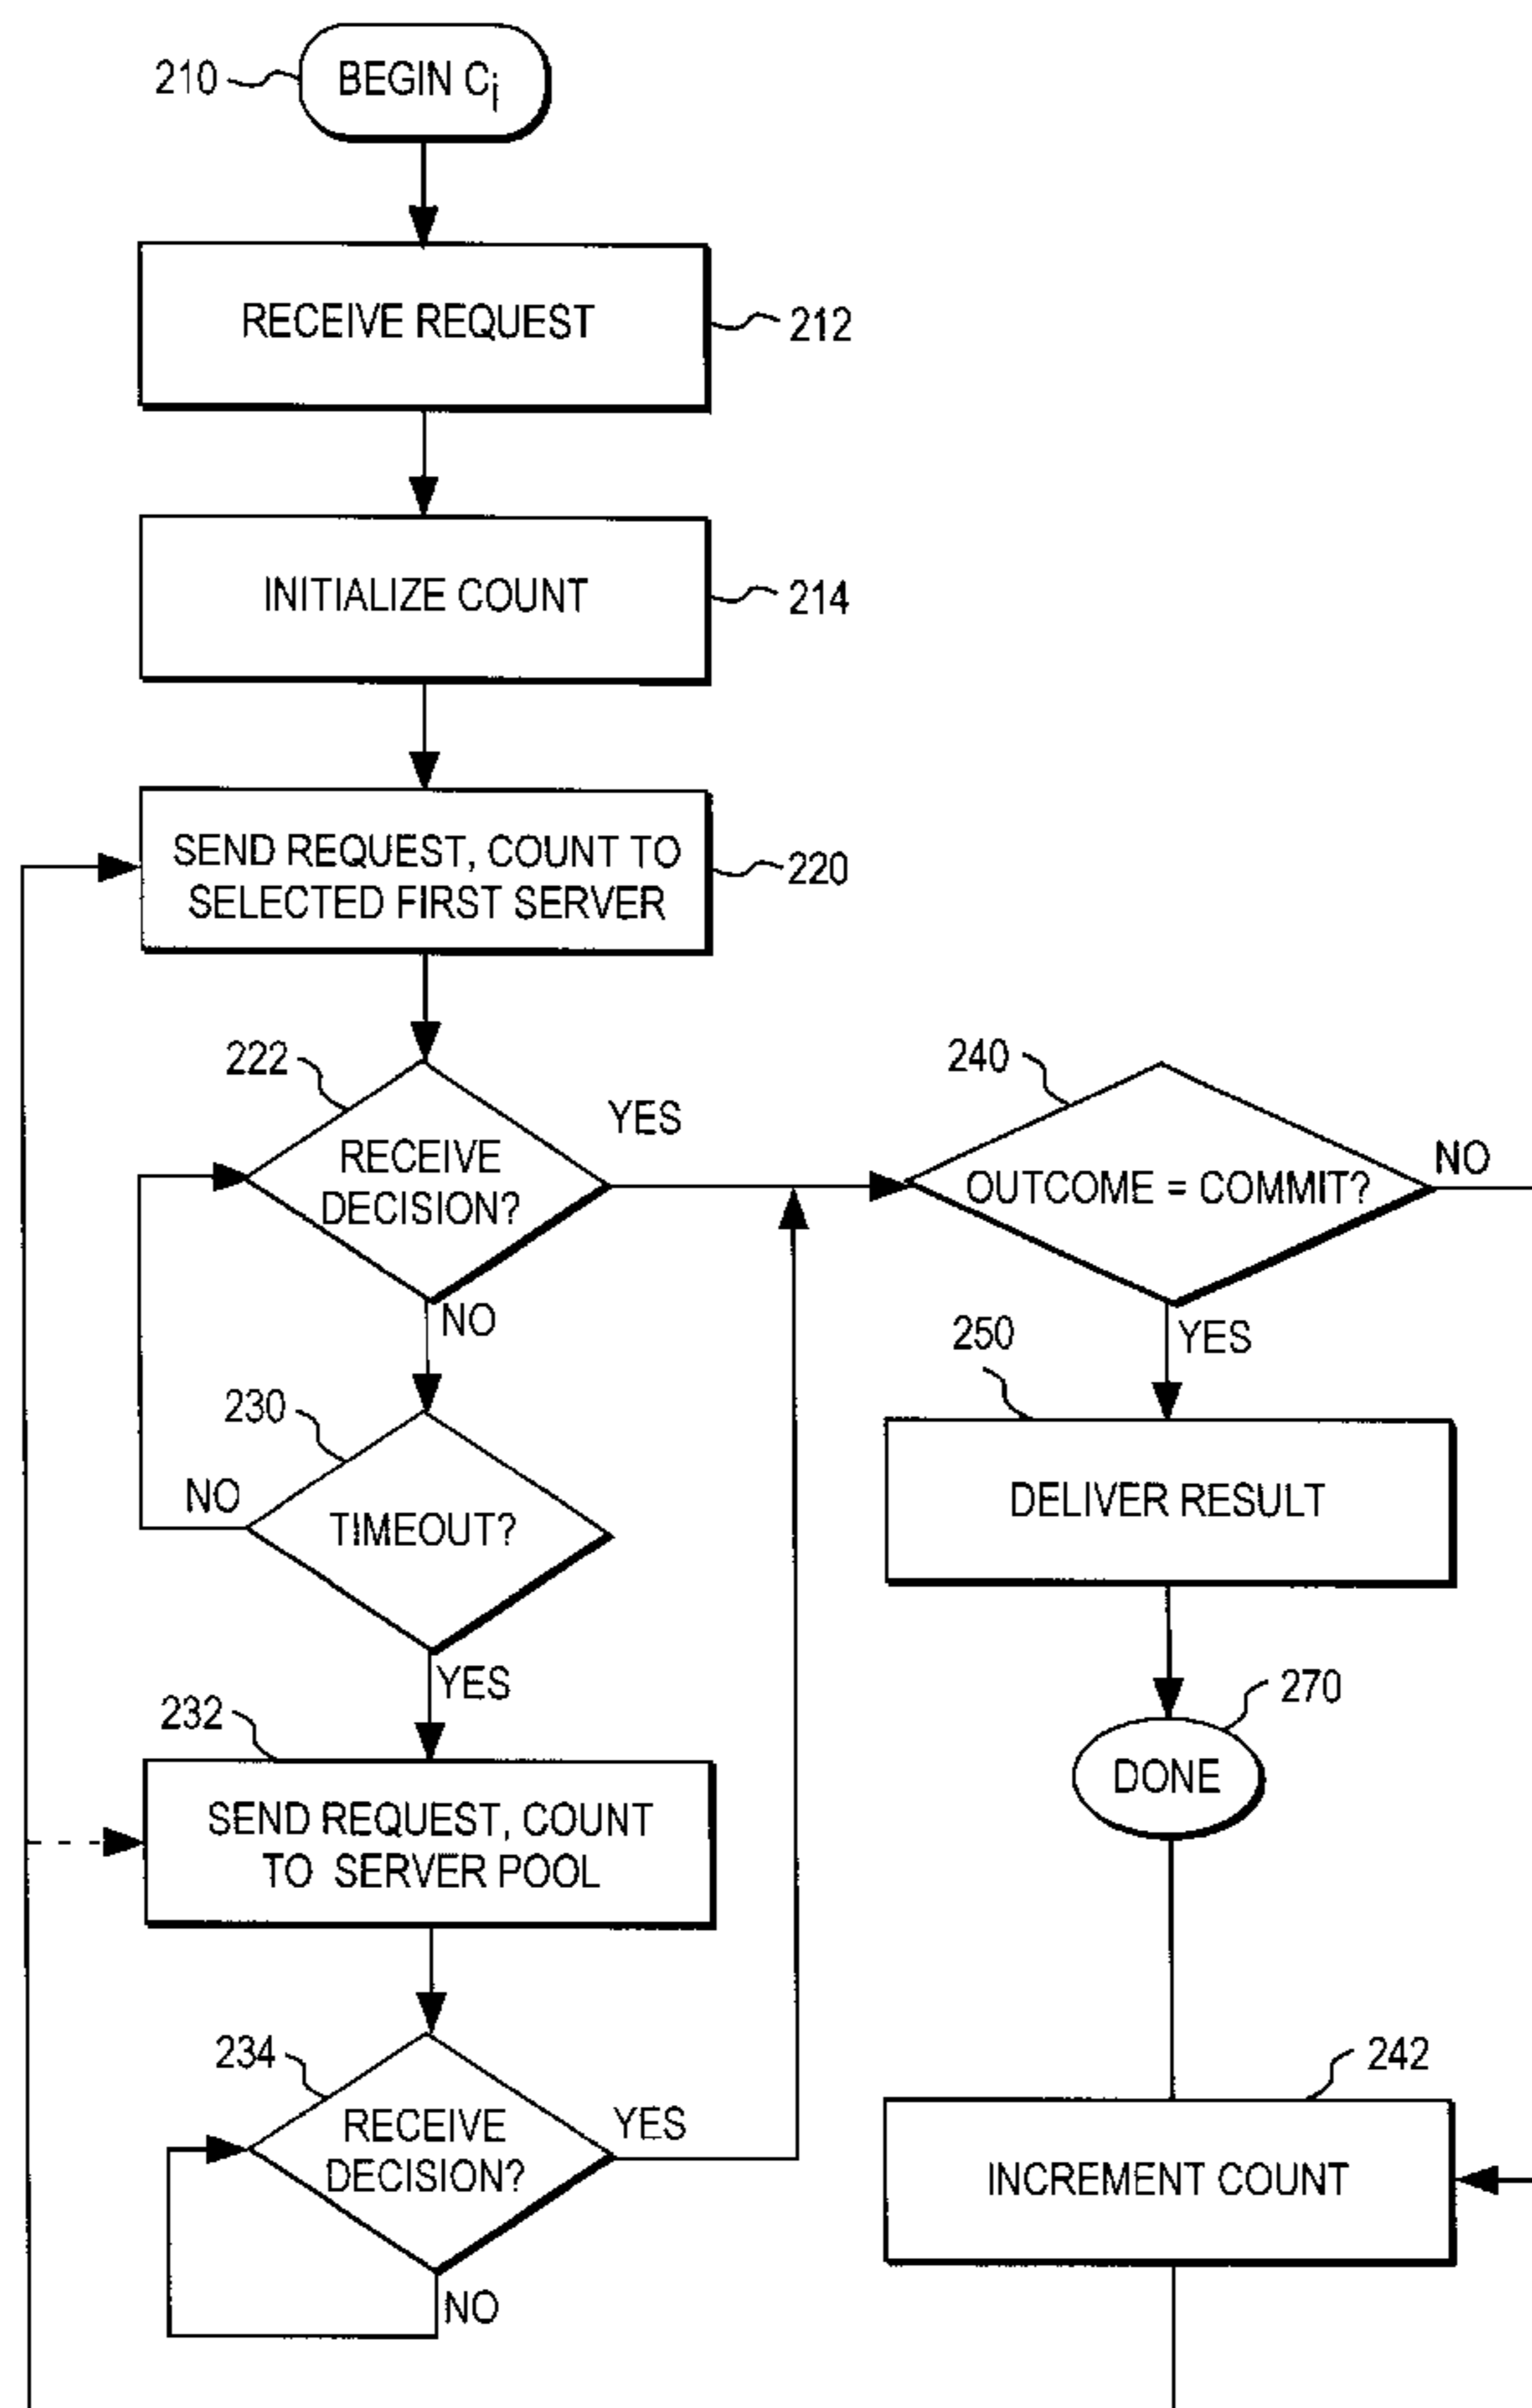 210
BEGIN Ci
RECEIVE REQUEST
212
INITIALIZE COUNT
214
SEND REQUEST, COUNT TO
SELECTED FIRST SERVER
220
222
RECEIVE
DECISION?
YES
NO
240
OUTCOME = COMMIT?
NO
YES
230
TIMEOUT?
NO
YES
250
DELIVER RESULT
270
DONE
232
SEND REQUEST, COUNT
TO SERVER POOL
234
RECEIVE
DECISION?
YES
NO
242
INCREMENT COUNT